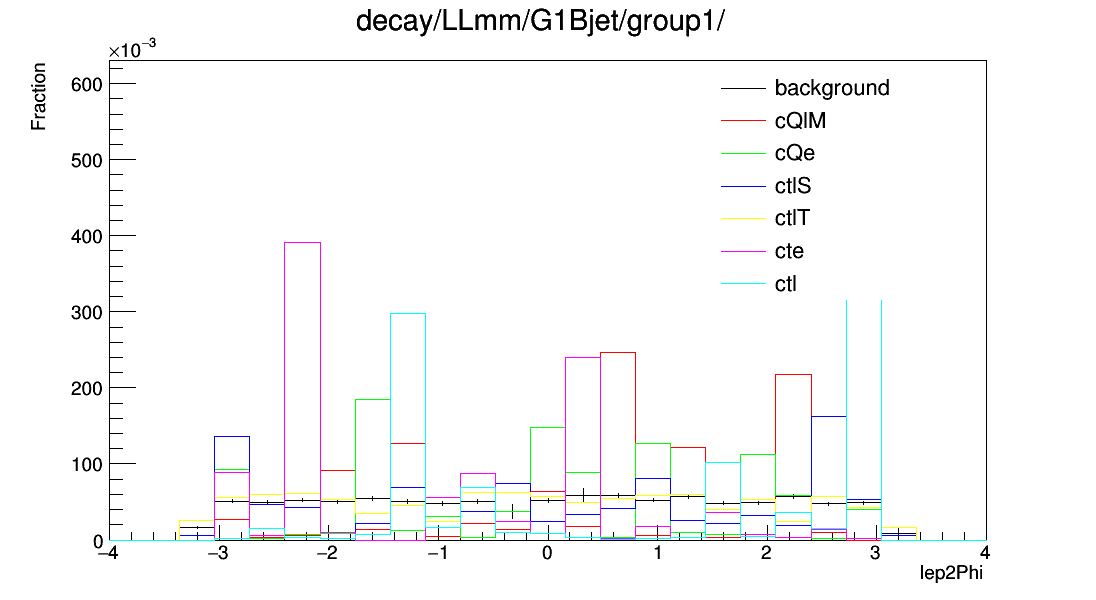 decay/LLmm/G1Bjet/group1/
×10⁻³
Fraction
600
500
400
300
200
100
0
background
cQlM
cQe
ctlS
ctlT
cte
ctl
−4 −3 −2 −1 0 1 2 3 4
lep2Phi